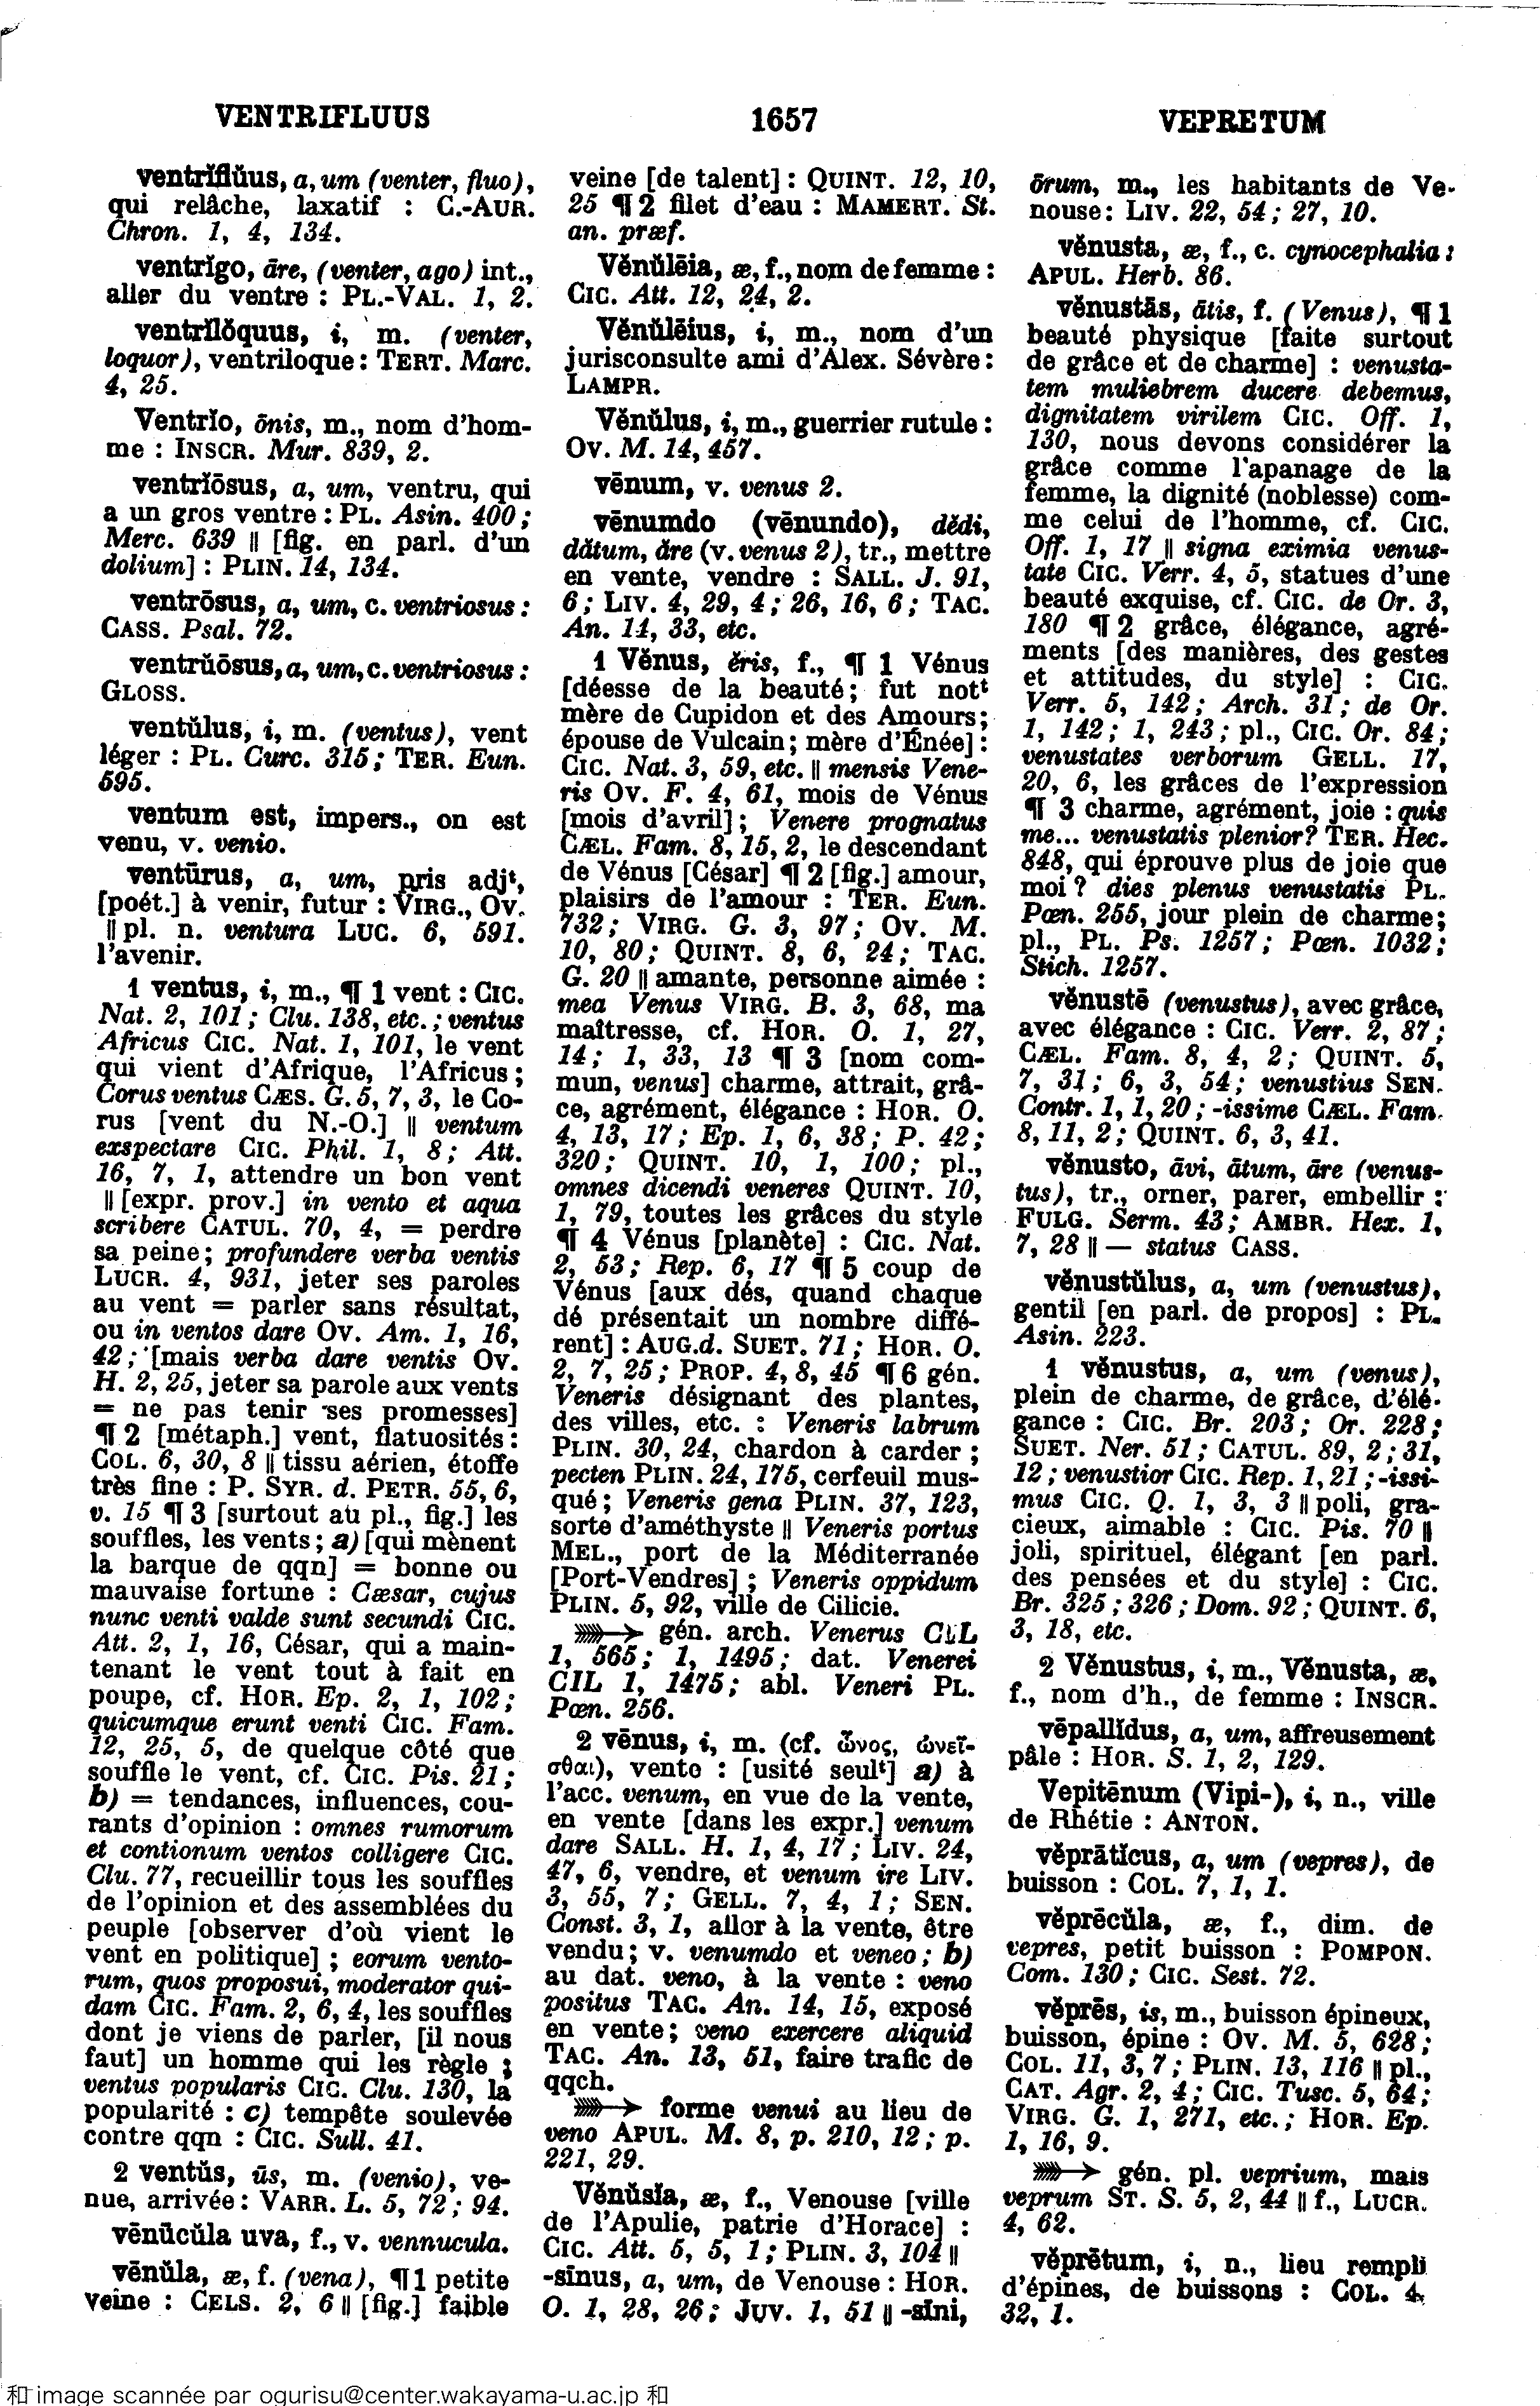 VENTRIFLUUS
1657
VEPRETUM
ventrĭflŭus, a, um (venter, fluo),
qui relâche, laxatif : C.-AUR.
Chron. 1, 4, 134.
ventrĭgo, āre, (venter, ago) int.,
aller du ventre : PL.-VAL. 1, 2.
ventrĭlŏquus, i, m. (venter,
loquor), ventriloque : TERT. Marc.
4, 25.
Ventrĭo, ōnis, m., nom d'hom-
me : INSCR. Mur. 839, 2.
ventrĭōsus, a, um, ventru, qui
a un gros ventre : PL. Asin. 400 ;
Merc. 639 || [fig. en parl. d'un
dolium] : PLIN. 14, 134.
ventrōsus, a, um, c. ventriosus :
CASS. Psal. 72.
ventrŭōsus, a, um, c. ventriosus :
GLOSS.
ventŭlus, i, m. (ventus), vent
léger : PL. Curc. 315 ; TER. Eun.
595.
ventum est, impers., on est
venu, v. venio.
ventūrus, a, um, pris adjᵗ,
[poét.] à venir, futur : VIRG., OV.
|| pl. n. ventura LUC. 6, 591.
l'avenir.
1 ventus, i, m., ¶ 1 vent : CIC.
Nat. 2, 101 ; Clu. 138, etc. ; ventus
Africus CIC. Nat. 1, 101, le vent
qui vient d'Afrique, l'Africus ;
Corus ventus CÆS. G. 5, 7, 3, le Co-
rus [vent du N.-O.] || ventum
exspectare CIC. Phil. 1, 8 ; Att.
16, 7, 1, attendre un bon vent
|| [expr. prov.] in vento et aqua
scribere CATUL. 70, 4, = perdre
sa peine ; profundere verba ventis
LUCR. 4, 931, jeter ses paroles
au vent = parler sans résultat,
ou in ventos dare OV. Am. 1, 16,
42 ; [mais verba dare ventis OV.
H. 2, 25, jeter sa parole aux vents
= ne pas tenir ses promesses]
¶ 2 [métaph.] vent, flatuosités :
COL. 6, 30, 8 || tissu aérien, étoffe
très fine : P. SYR. d. PETR. 55, 6,
v. 15 ¶ 3 [surtout au pl., fig.] les
souffles, les vents ; a) [qui mènent
la barque de qqn] = bonne ou
mauvaise fortune : Cæsar, cujus
nunc venti valde sunt secundi CIC.
Att. 2, 1, 16, César, qui a main-
tenant le vent tout à fait en
poupe, cf. HOR. Ep. 2, 1, 102 ;
quicumque erunt venti CIC. Fam.
12, 25, 5, de quelque côté que
souffle le vent, cf. CIC. Pis. 21 ;
b) = tendances, influences, cou-
rants d'opinion : omnes rumorum
et contionum ventos colligere CIC.
Clu. 77, recueillir tous les souffles
de l'opinion et des assemblées du
peuple [observer d'où vient le
vent en politique] ; eorum vento-
rum, quos proposui, moderator qui-
dam CIC. Fam. 2, 6, 4, les souffles
dont je viens de parler, [il nous
faut] un homme qui les règle ;
ventus popularis CIC. Clu. 130, la
popularité : c) tempête soulevée
contre qqn : CIC. Sull. 41.
2 ventŭs, ūs, m. (venio), ve-
nue, arrivée : VARR. L. 5, 72 ; 94.
vēnŭcŭla uva, f., v. vennucula.
vēnŭla, æ, f. (vena), ¶ 1 petite
veine : CELS. 2, 6 || [fig.] faible
veine [de talent] : QUINT. 12, 10,
25 ¶ 2 filet d'eau : MAMERT. St.
an. præf.
Vĕnŭlēia, æ, f., nom de femme :
CIC. Att. 12, 24, 2.
Vĕnŭlēius, i, m., nom d'un
jurisconsulte ami d'Alex. Sévère :
LAMPR.
Vĕnŭlus, i, m., guerrier rutule :
OV. M. 14, 457.
vēnum, v. venus 2.
vēnumdo (vēnundo), dĕdi,
dătum, ăre (v. venus 2), tr., mettre
en vente, vendre : SALL. J. 91,
6 ; LIV. 4, 29, 4 ; 26, 16, 6 ; TAC.
An. 14, 33, etc.
1 Vĕnus, ĕris, f., ¶ 1 Vénus
[déesse de la beauté ; fut notᵗ
mère de Cupidon et des Amours ;
épouse de Vulcain ; mère d'Énée] :
CIC. Nat. 3, 59, etc. || mensis Vene-
ris OV. F. 4, 61, mois de Vénus
[mois d'avril] ; Venere prognatus
CÆL. Fam. 8, 15, 2, le descendant
de Vénus [César] ¶ 2 [fig.] amour,
plaisirs de l'amour : TER. Eun.
732 ; VIRG. G. 3, 97 ; OV. M.
10, 80 ; QUINT. 8, 6, 24 ; TAC.
G. 20 || amante, personne aimée :
mea Venus VIRG. B. 3, 68, ma
maîtresse, cf. HOR. O. 1, 27,
14 ; 1, 33, 13 ¶ 3 [nom com-
mun, venus] charme, attrait, grâ-
ce, agrément, élégance : HOR. O.
4, 13, 17 ; Ep. 1, 6, 38 ; P. 42 ;
320 ; QUINT. 10, 1, 100 ; pl.,
omnes dicendi veneres QUINT. 10,
1, 79, toutes les grâces du style
¶ 4 Vénus [planète] : CIC. Nat.
2, 53 ; Rep. 6, 17 ¶ 5 coup de
Vénus [aux dés, quand chaque
dé présentait un nombre diffé-
rent] : AUG. d. SUET. 71 ; HOR. O.
2, 7, 25 ; PROP. 4, 8, 45 ¶ 6 gén.
Veneris désignant des plantes,
des villes, etc. : Veneris labrum
PLIN. 30, 24, chardon à carder ;
pecten PLIN. 24, 175, cerfeuil mus-
qué ; Veneris gena PLIN. 37, 123,
sorte d'améthyste || Veneris portus
MEL., port de la Méditerranée
[Port-Vendres] ; Veneris oppidum
PLIN. 5, 92, ville de Cilicie.
⟶ gén. arch. Venerus CIL
1, 565 ; 1, 1495 ; dat. Venerei
CIL 1, 1475 ; abl. Veneri PL.
Pœn. 256.
2 vēnus, i, m. (cf. ὦνος, ὠνεῖ-
σθαι), vente : [usité seulᵗ] a) à
l'acc. venum, en vue de la vente,
en vente [dans les expr.] venum
dare SALL. H. 1, 4, 17 ; LIV. 24,
47, 6, vendre, et venum ire LIV.
3, 55, 7 ; GELL. 7, 4, 1 ; SEN.
Const. 3, 1, aller à la vente, être
vendu ; v. venumdo et veneo ; b)
au dat. veno, à la vente : veno
positus TAC. An. 14, 15, exposé
en vente ; veno exercere aliquid
TAC. An. 13, 51, faire trafic de
qqch.
⟶ forme venui au lieu de
veno APUL. M. 8, p. 210, 12 ; p.
221, 29.
Vĕnŭsĭa, æ, f., Venouse [ville
de l'Apulie, patrie d'Horace] :
CIC. Att. 5, 5, 1 ; PLIN. 3, 104 ||
-sīnus, a, um, de Venouse : HOR.
O. 1, 28, 26 ; JUV. 1, 51 || -sīni,
ōrum, m., les habitants de Ve-
nouse : LIV. 22, 54 ; 27, 10.
vĕnusta, æ, f., c. cynocephalia :
APUL. Herb. 86.
vĕnustās, ātis, f. (Venus), ¶ 1
beauté physique [faite surtout
de grâce et de charme] : venusta-
tem muliebrem ducere debemus,
dignitatem virilem CIC. Off. 1,
130, nous devons considérer la
grâce comme l'apanage de la
femme, la dignité (noblesse) com-
me celui de l'homme, cf. CIC.
Off. 1, 17 || signa eximia venus-
tate CIC. Verr. 4, 5, statues d'une
beauté exquise, cf. CIC. de Or. 3,
180 ¶ 2 grâce, élégance, agré-
ments [des manières, des gestes
et attitudes, du style] : CIC.
Verr. 5, 142 ; Arch. 31 ; de Or.
1, 142 ; 1, 243 ; pl., CIC. Or. 84 ;
venustates verborum GELL. 17,
20, 6, les grâces de l'expression
¶ 3 charme, agrément, joie : quis
me... venustatis plenior? TER. Hec.
848, qui éprouve plus de joie que
moi ? dies plenus venustatis PL.
Pœn. 255, jour plein de charme ;
pl., PL. Ps. 1257 ; Pœn. 1032 ;
Stich. 1257.
vĕnustē (venustus), avec grâce,
avec élégance : CIC. Verr. 2, 87 ;
CÆL. Fam. 8, 4, 2 ; QUINT. 5,
7, 31 ; 6, 3, 54 ; venustius SEN.
Contr. 1, 1, 20 ; -issime CÆL. Fam.
8, 11, 2 ; QUINT. 6, 3, 41.
vĕnusto, āvi, ātum, āre (venus-
tus), tr., orner, parer, embellir :
FULG. Serm. 43 ; AMBR. Hex. 1,
7, 28 || — status CASS.
vĕnustŭlus, a, um (venustus),
gentil [en parl. de propos] : PL.
Asin. 223.
1 vĕnustus, a, um (venus),
plein de charme, de grâce, d'élé-
gance : CIC. Br. 203 ; Or. 228 ;
SUET. Ner. 51 ; CATUL. 89, 2 ; 31,
12 ; venustior CIC. Rep. 1, 21 ; -issi-
mus CIC. Q. 1, 3, 3 || poli, gra-
cieux, aimable : CIC. Pis. 70 ||
joli, spirituel, élégant [en parl.
des pensées et du style] : CIC.
Br. 325 ; 326 ; Dom. 92 ; QUINT. 6,
3, 18, etc.
2 Vĕnustus, i, m., Vĕnusta, æ,
f., nom d'h., de femme : INSCR.
vēpallĭdus, a, um, affreusement
pâle : HOR. S. 1, 2, 129.
Vepitēnum (Vipi-), i, n., ville
de Rhétie : ANTON.
vĕprātĭcus, a, um (vepres), de
buisson : COL. 7, 1, 1.
vĕprēcŭla, æ, f., dim. de
vepres, petit buisson : POMPON.
Com. 130 ; CIC. Sest. 72.
vĕprēs, is, m., buisson épineux,
buisson, épine : OV. M. 5, 628 ;
COL. 11, 3, 7 ; PLIN. 13, 116 || pl.,
CAT. Agr. 2, 4 ; CIC. Tusc. 5, 64 ;
VIRG. G. 1, 271, etc. ; HOR. Ep.
1, 16, 9.
⟶ gén. pl. veprium, mais
veprum ST. S. 5, 2, 44 || f., LUCR.
4, 62.
vĕprētum, i, n., lieu rempli
d'épines, de buissons : COL. 4,
32, 1.
和 image scannée par ogurisu@center.wakayama-u.ac.jp 和